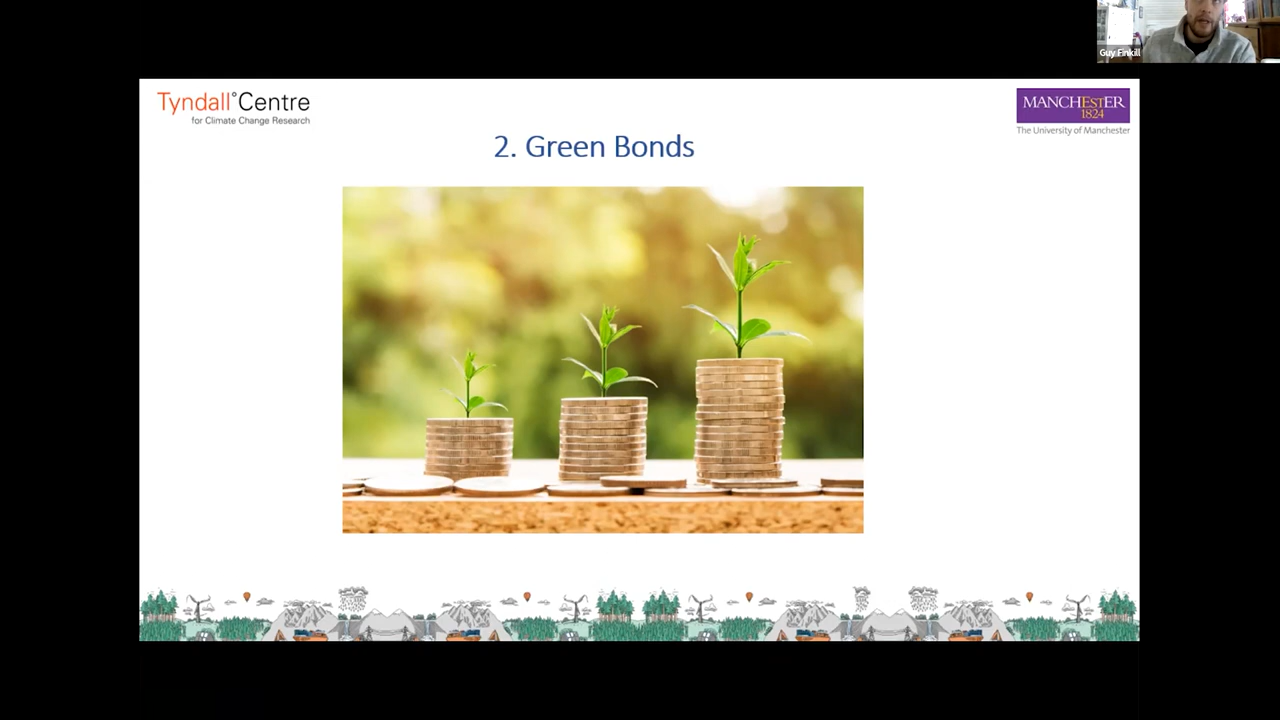 Guy Finkill
Tyndall°Centre
for Climate Change Research
MANCHESTER
1824
The University of Manchester
2. Green Bonds